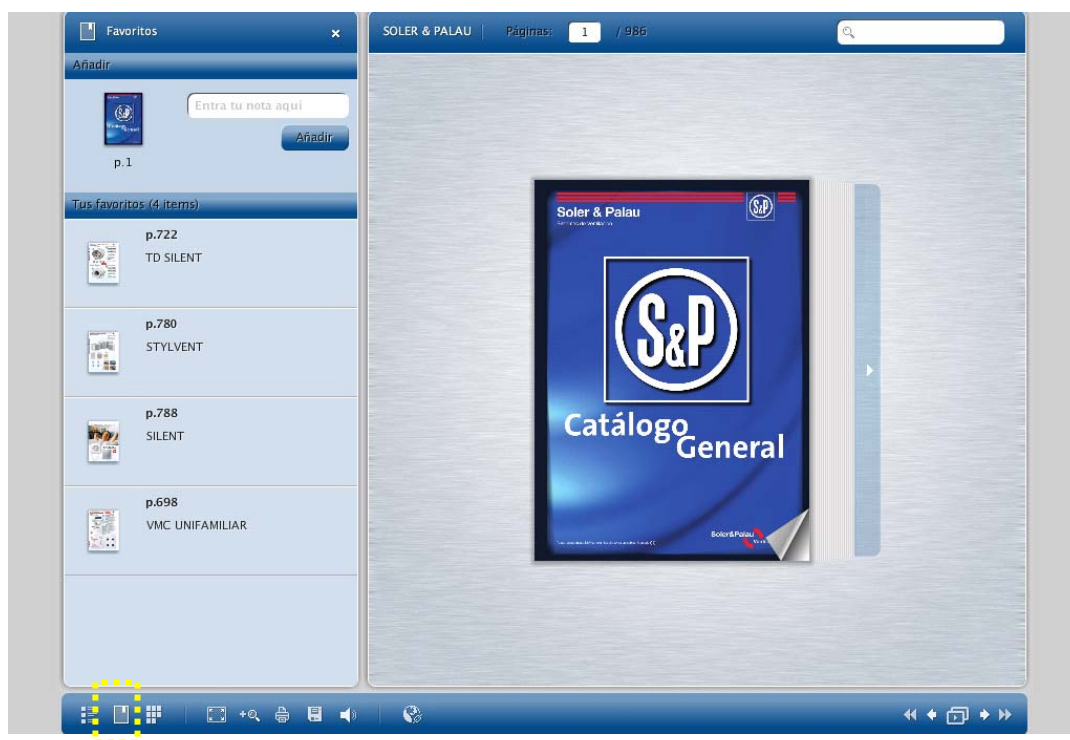 Favoritos x
Añadir
Entra tu nota aquí
Añadir
p.1
Tus favoritos (4 items)
p.722
TD SILENT
p.780
STYLVENT
p.788
SILENT
p.698
VMC UNIFAMILIAR
SOLER & PALAU Páginas: 1 / 986
Soler & Palau
S&P
S&P
Catálogo
General
Soler&Palau